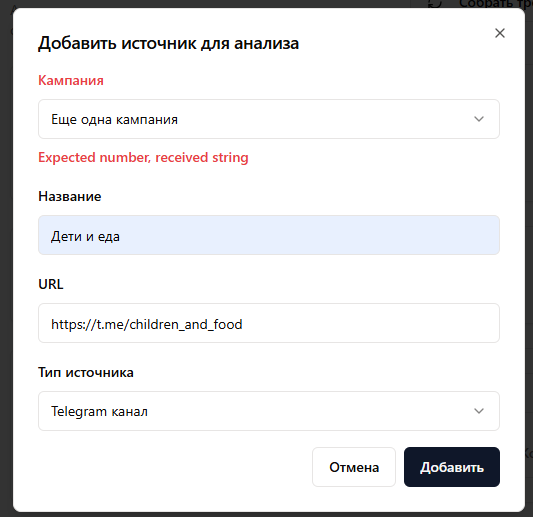 Собрать тр
Добавить источник для анализа
Кампания
Еще одна кампания
Expected number, received string
Название
Дети и еда
URL
https://t.me/children_and_food
Тип источника
Telegram канал
Отмена
Добавить